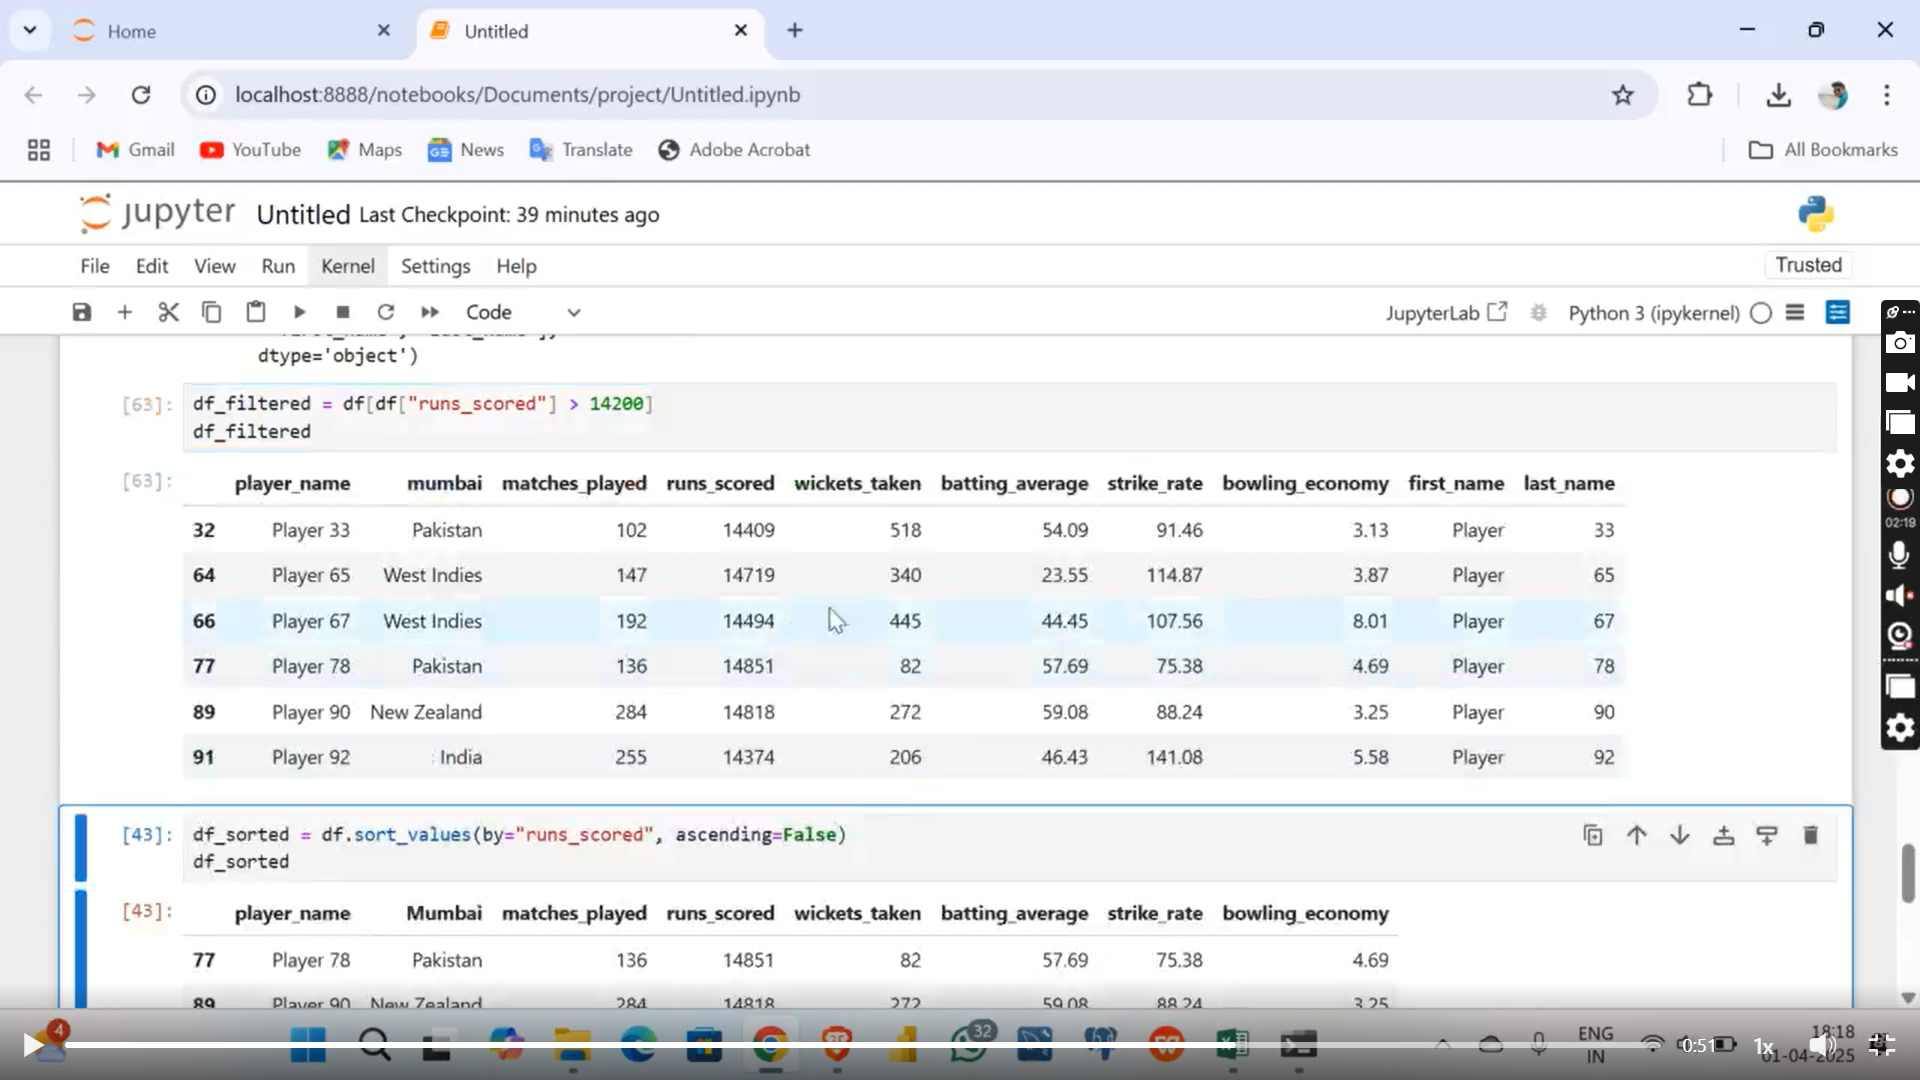 Home
Untitled
localhost:8888/notebooks/Documents/project/Untitled.ipynb
Gmail
YouTube
Maps
News
Translate
Adobe Acrobat
All Bookmarks
jupyter Untitled Last Checkpoint: 39 minutes ago
File Edit View Run Kernel Settings Help
Trusted
Code
JupyterLab
Python 3 (ipykernel)
dtype='object')
[63]: df_filtered = df[df["runs_scored"] > 14200]
df_filtered
[63]: player_name mumbai matches_played runs_scored wickets_taken batting_average strike_rate bowling_economy first_name last_name
32 Player 33 Pakistan 102 14409 518 54.09 91.46 3.13 Player 33
64 Player 65 West Indies 147 14719 340 23.55 114.87 3.87 Player 65
66 Player 67 West Indies 192 14494 445 44.45 107.56 8.01 Player 67
77 Player 78 Pakistan 136 14851 82 57.69 75.38 4.69 Player 78
89 Player 90 New Zealand 284 14818 272 59.08 88.24 3.25 Player 90
91 Player 92 India 255 14374 206 46.43 141.08 5.58 Player 92
[43]: df_sorted = df.sort_values(by="runs_scored", ascending=False)
df_sorted
[43]: player_name Mumbai matches_played runs_scored wickets_taken batting_average strike_rate bowling_economy
77 Player 78 Pakistan 136 14851 82 57.69 75.38 4.69
89 Player 90 New Zealand 284 14818 272 59.08 88.24 3.25
02:19
4
32
ENG
IN
0:51
1x
18:18
01-04-2025